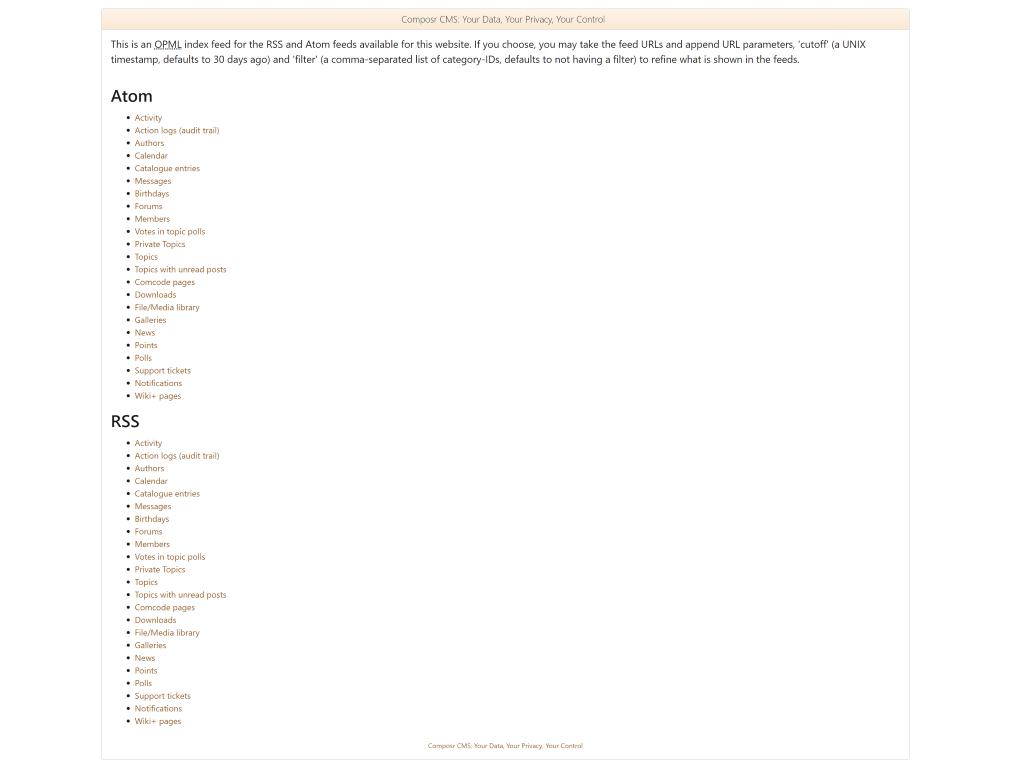 Composr CMS: Your Data, Your Privacy, Your Control
This is an OPML index feed for the RSS and Atom feeds available for this website. If you choose, you may take the feed URLs and append URL parameters, 'cutoff' (a UNIX
timestamp, defaults to 30 days ago) and 'filter' (a comma-separated list of category-IDs, defaults to not having a filter) to refine what is shown in the feeds.
Atom
• Activity
• Action logs (audit trail)
• Authors
• Calendar
• Catalogue entries
• Messages
• Birthdays
• Forums
• Members
• Votes in topic polls
• Private Topics
• Topics
• Topics with unread posts
• Comcode pages
• Downloads
• File/Media library
• Galleries
• News
• Points
• Polls
• Support tickets
• Notifications
• Wiki+ pages
RSS
• Activity
• Action logs (audit trail)
• Authors
• Calendar
• Catalogue entries
• Messages
• Birthdays
• Forums
• Members
• Votes in topic polls
• Private Topics
• Topics
• Topics with unread posts
• Comcode pages
• Downloads
• File/Media library
• Galleries
• News
• Points
• Polls
• Support tickets
• Notifications
• Wiki+ pages
Composr CMS: Your Data, Your Privacy, Your Control